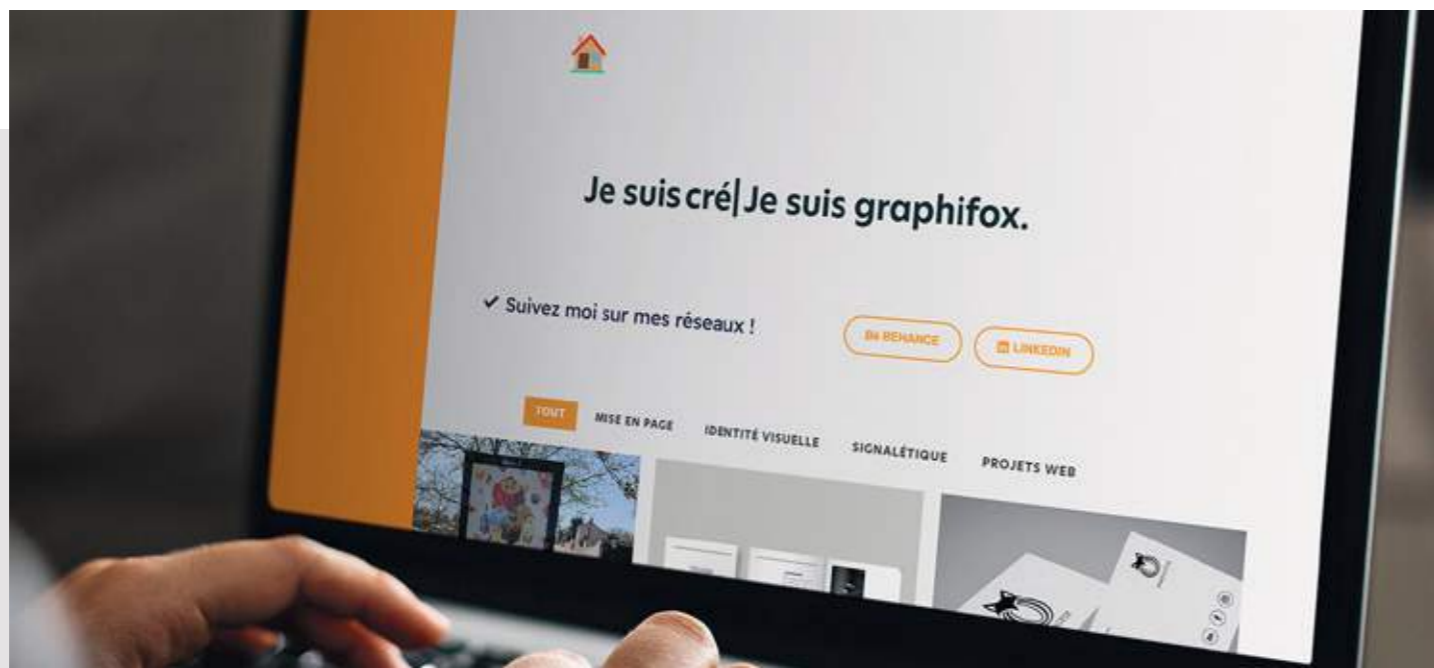 Je suis cré| Je suis graphifox.
✔ Suivez moi sur mes réseaux !
Bē BEHANCE
in LINKEDIN
TOUT MISE EN PAGE IDENTITÉ VISUELLE SIGNALÉTIQUE PROJETS WEB